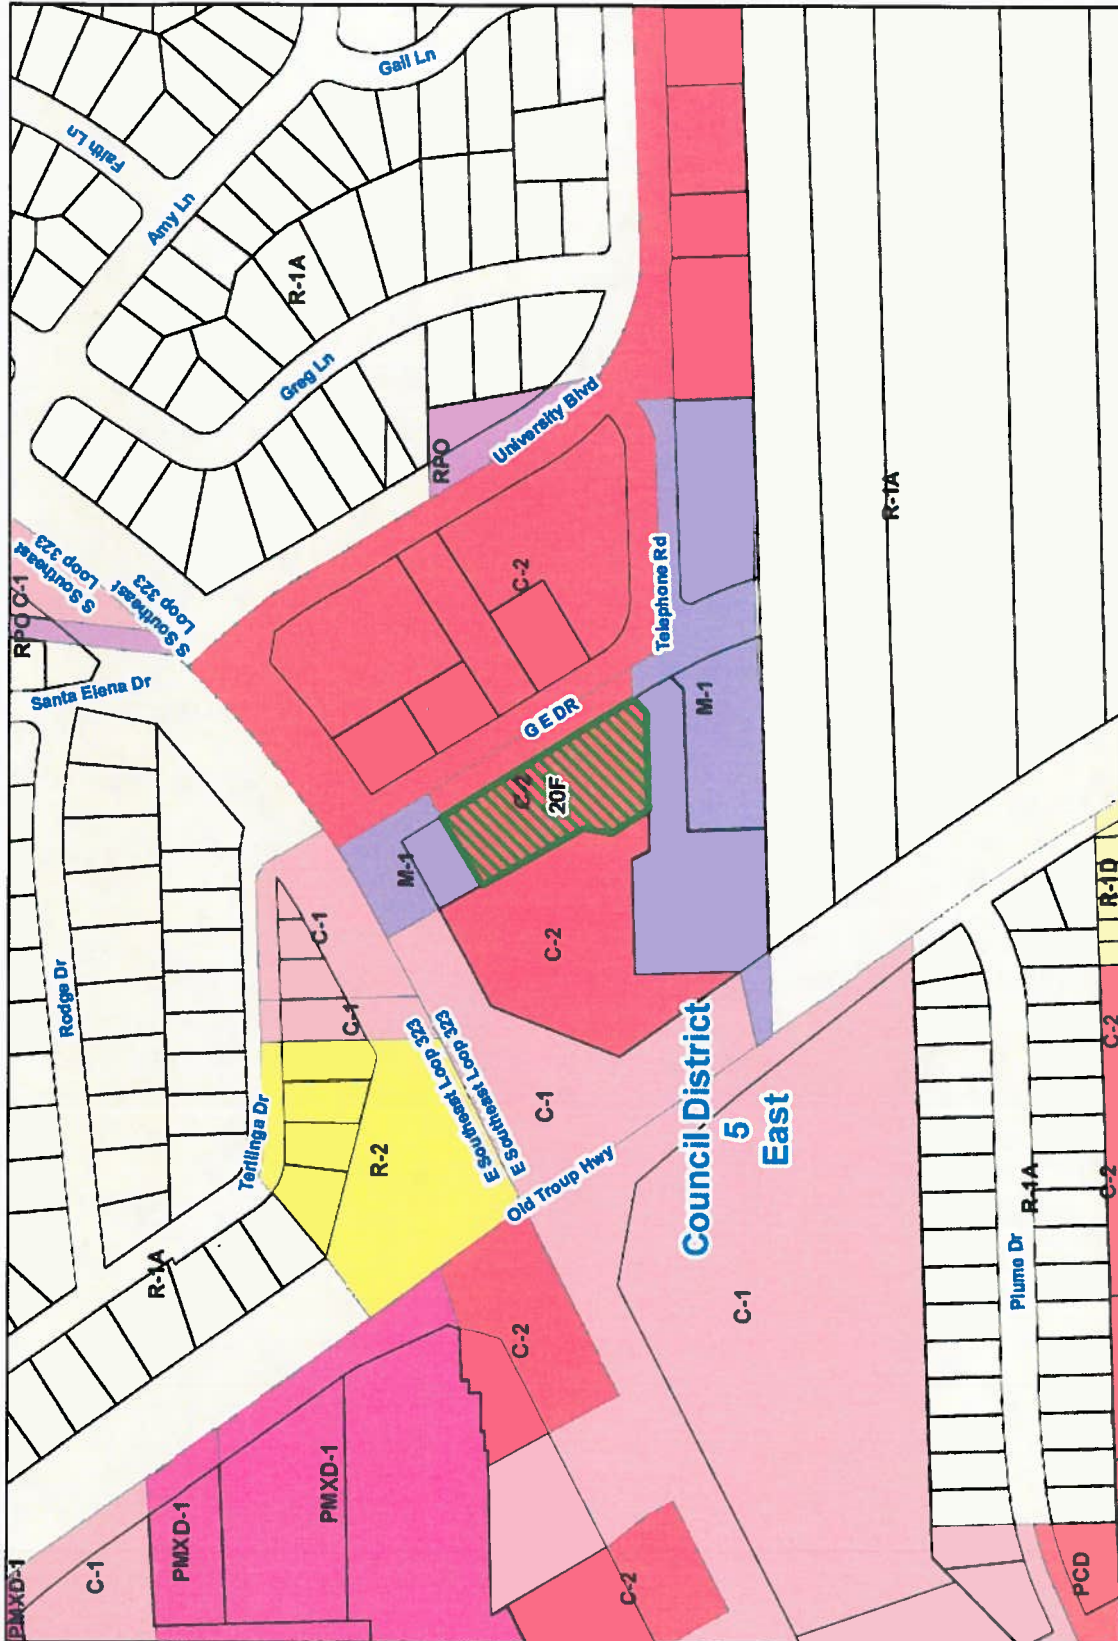 Gail Ln
Faith Ln
Amy Ln
R-1A
Greg Ln
RPO
University Blvd
S Southeast
Loop 323
S Southeast
Loop 323
RPO
C-1
Santa Elena Dr
C-2
Telephone Rd
G E DR
M-1
R-1A
C-2
20F
M-1
C-2
C-1
C-1
Rodge Dr
E Southeast Loop 323
E Southeast Loop 323
C-1
Council District
5
East
Terlinga Dr
R-2
Old Troup Hwy
R-1A
C-2
C-1
R-1D
C-2
C-2
R-1A
Plume Dr
PMXD-1
PMXD-1
C-1
PMXD-1
C-2
PCD